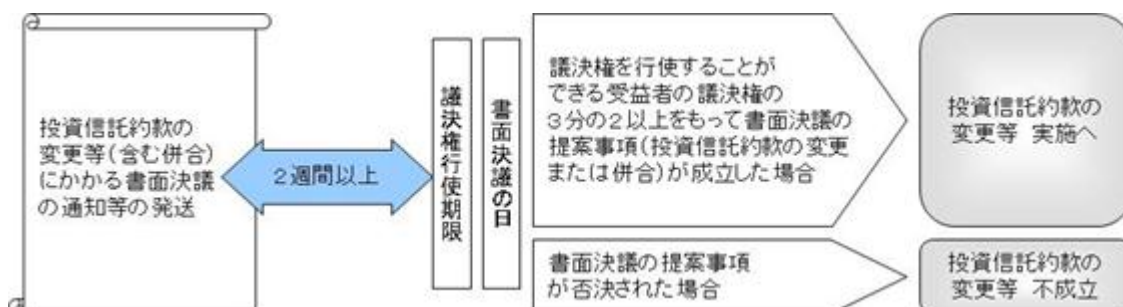 投資信託約款の
変更等(含む併合)
にかかる書面決議
の通知等の発送
2週間以上
議決権行使期限
書面決議の日
議決権を行使することが
できる受益者の議決権の
3分の2以上をもって書面決議の
提案事項(投資信託約款の変更
または併合)が成立した場合
投資信託約款の
変更等 実施へ
書面決議の提案事項
が否決された場合
投資信託約款の
変更等 不成立